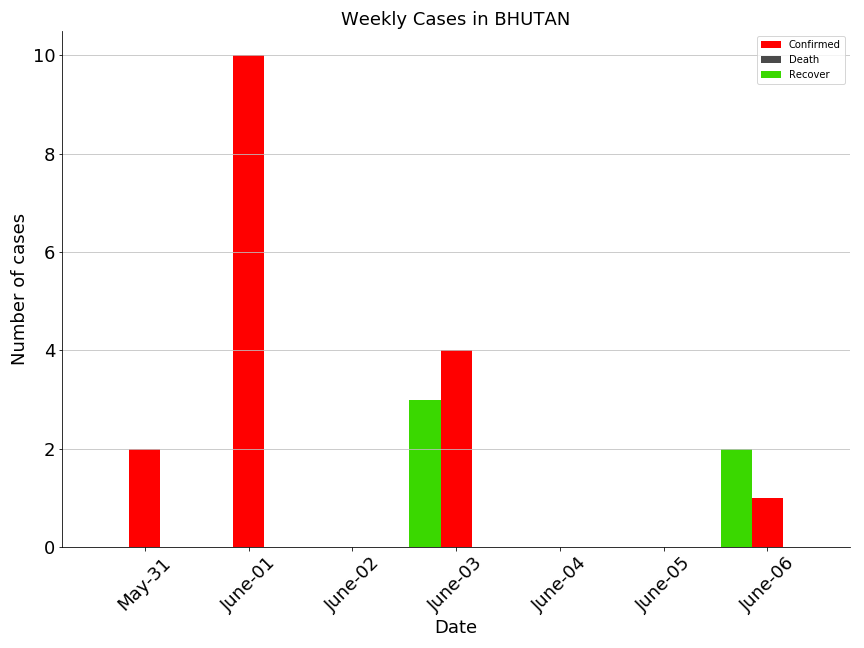 Weekly Cases in BHUTAN
Confirmed
Death
Recover
Number of cases
10
8
6
4
2
0
May-31
June-01
June-02
June-03
June-04
June-05
June-06
Date